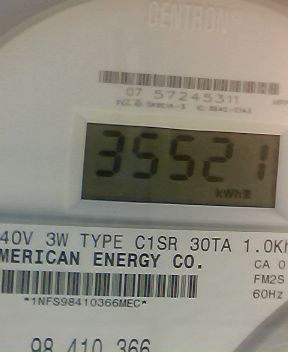 CENTRON
07 57245311
35521
kWh
40V 3W TYPE C1SR 30TA 1.0Kh
MERICAN ENERGY CO.
CA 0
FM2S
60Hz
*1NFS98410366MEC*
98 410 366